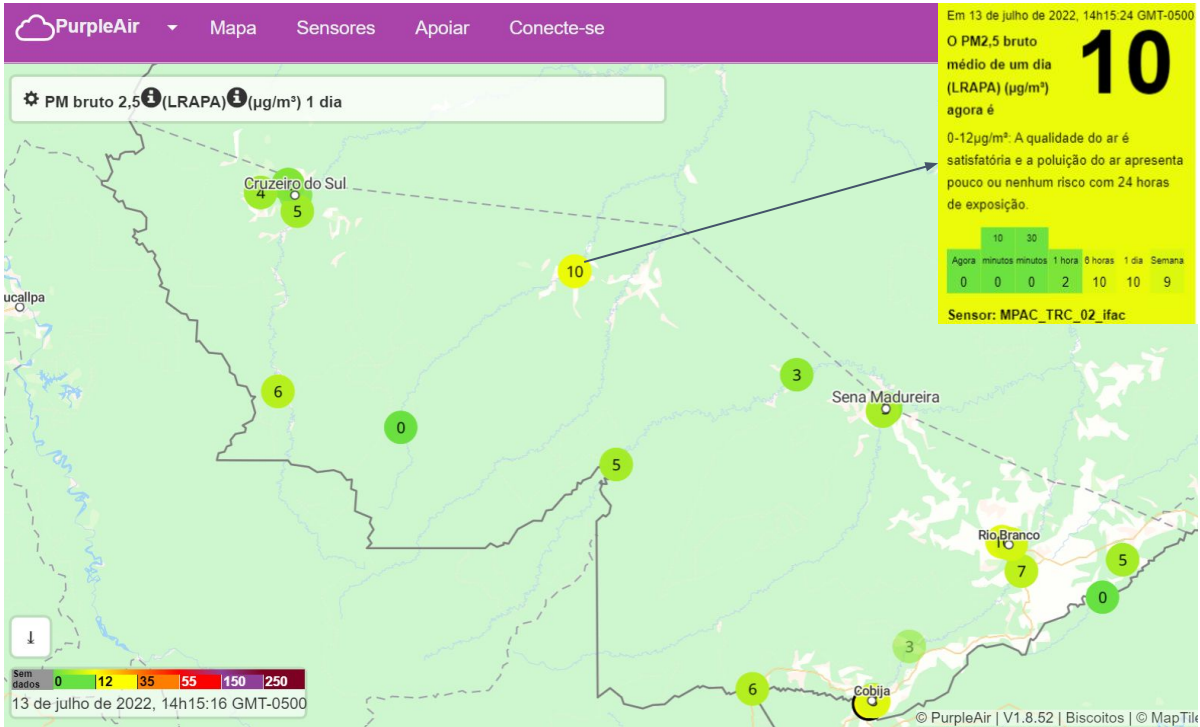 PurpleAir
Mapa
Sensores
Apoiar
Conecte-se
PM bruto 2,5 (LRAPA) (µg/m³) 1 dia
Em 13 de julho de 2022, 14h15:24 GMT-0500
O PM2,5 bruto
médio de um dia
(LRAPA) (µg/m³)
agora é
10
0-12µg/m³: A qualidade do ar é
satisfatória e a poluição do ar apresenta
pouco ou nenhum risco com 24 horas
de exposição.
10 30
Agora minutos minutos 1 hora 6 horas 1 dia Semana
0 0 0 2 10 10 9
Sensor: MPAC_TRC_02_ifac
Cruzeiro do Sul
4
5
10
ucallpa
6
0
3
Sena Madureira
5
Rio Branco
7
5
0
3
6
Cobija
Sem
dados 0 12 35 55 150 250
13 de julho de 2022, 14h15:16 GMT-0500
© PurpleAir | V1.8.52 | Biscoitos | © MapTile